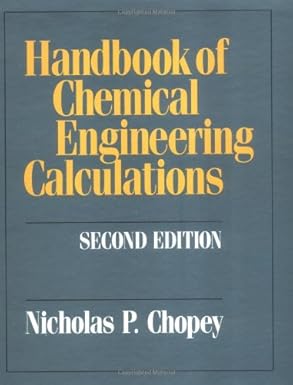 Handbook of
Chemical
Engineering
Calculations
SECOND EDITION
Nicholas P. Chopey